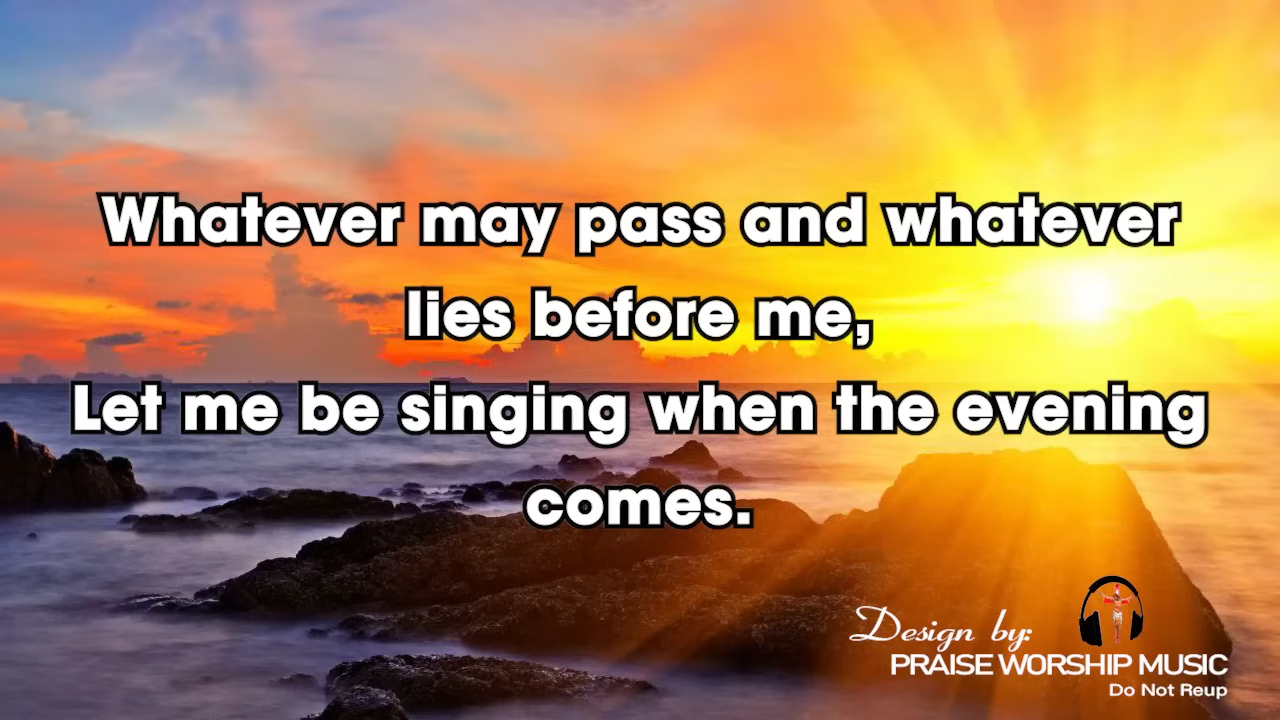 Whatever may pass and whatever
lies before me,
Let me be singing when the evening
comes.
Design by:
PRAISE WORSHIP MUSIC
Do Not Reup